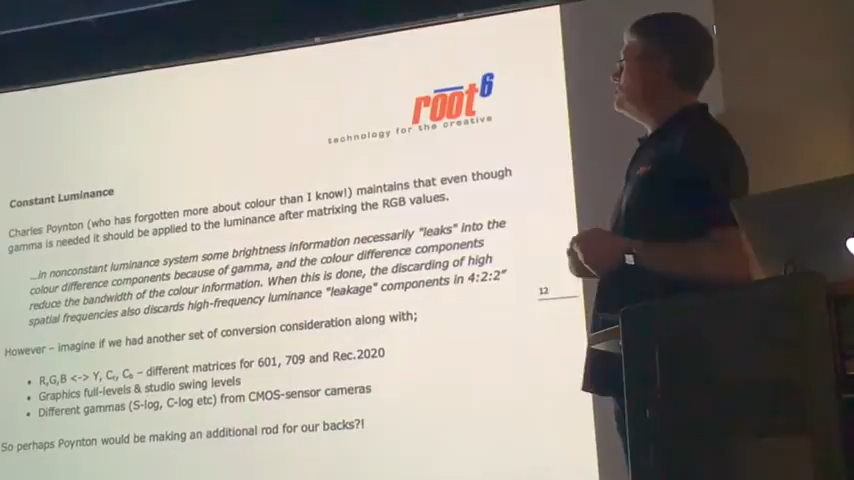 root6
technology for the creative
Constant Luminance
Charles Poynton (who has forgotten more about colour than I know!) maintains that even though
gamma is needed it should be applied to the luminance after matrixing the RGB values.
...in nonconstant luminance system some brightness information necessarily "leaks" into the
colour difference components because of gamma, and the colour difference components
reduce the bandwidth of the colour information. When this is done, the discarding of high
spatial frequencies also discards high-frequency luminance "leakage" components in 4:2:2"
12
However – imagine if we had another set of conversion consideration along with;
• R,G,B <-> Y, Cr, Cb – different matrices for 601, 709 and Rec.2020
• Graphics full-levels & studio swing levels
• Different gammas (S-log, C-log etc) from CMOS-sensor cameras
So perhaps Poynton would be making an additional rod for our backs?!